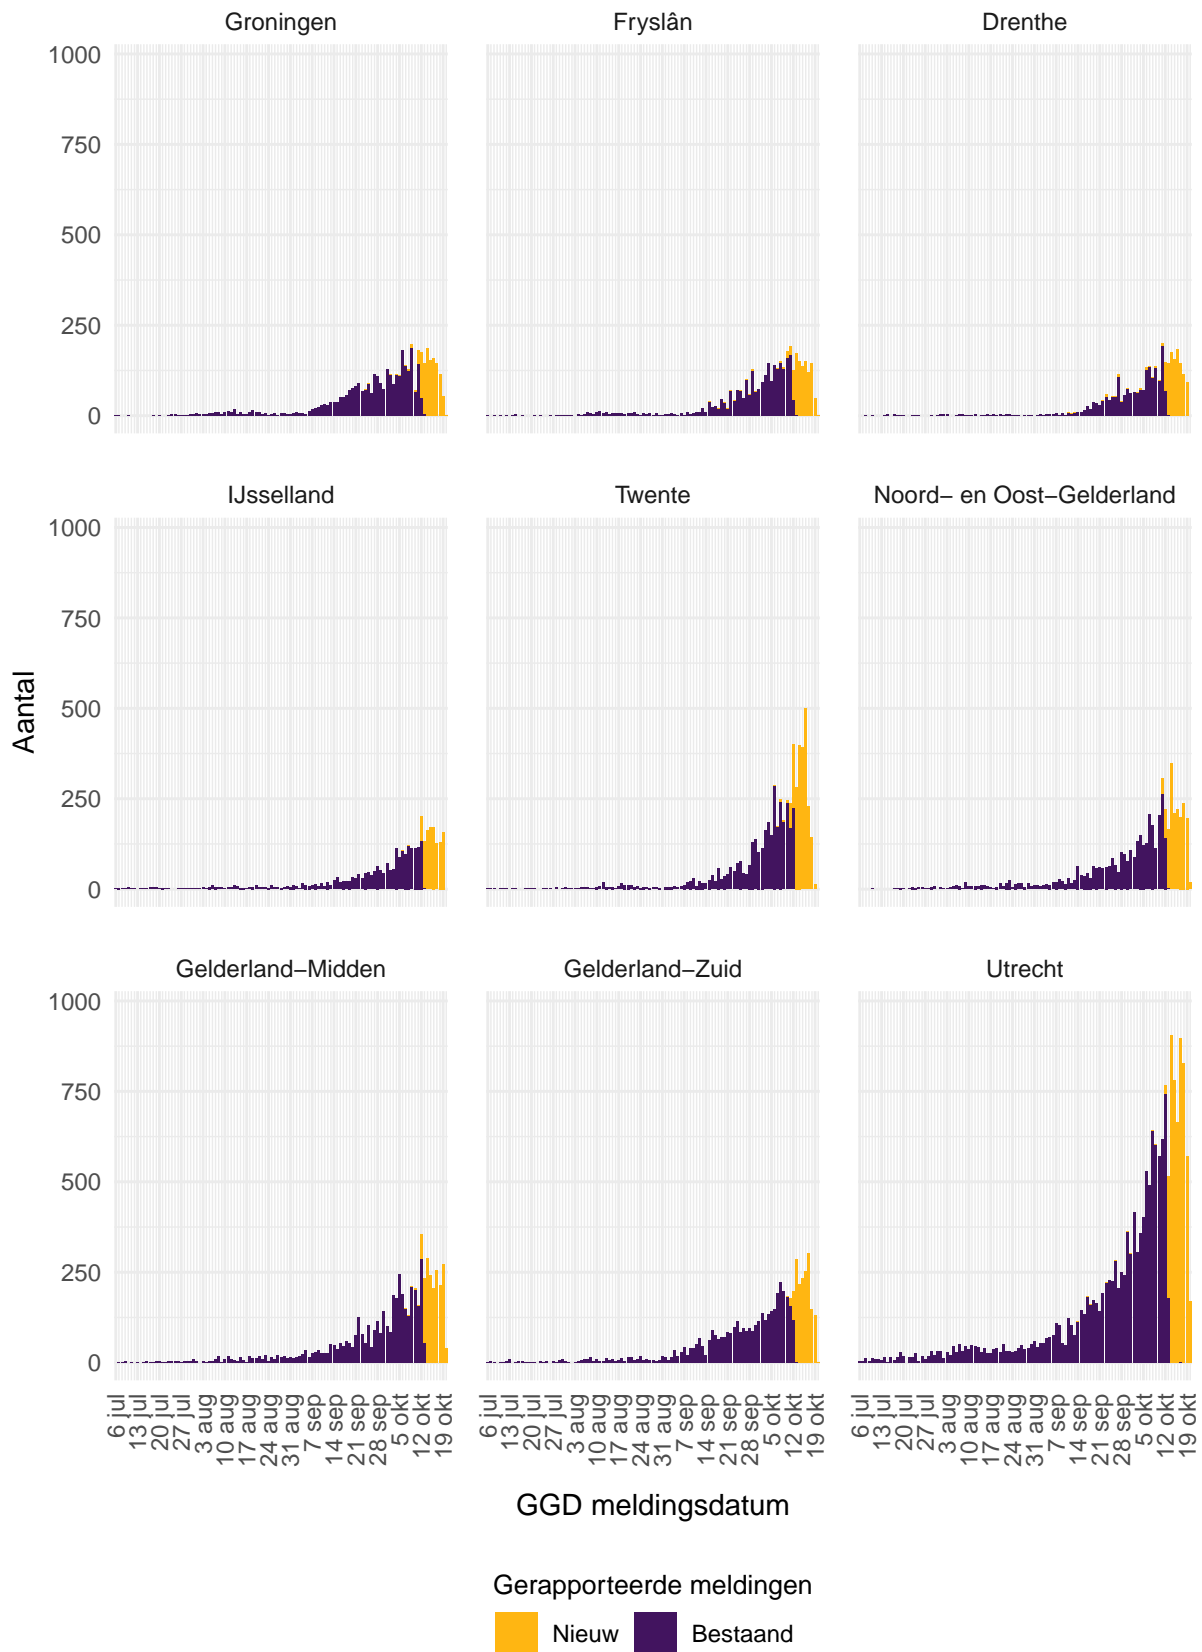 Groningen Fryslân Drenthe
1000
750
500
250
0
IJsselland Twente Noord− en Oost−Gelderland
1000
750
500
250
0
Aantal
Gelderland−Midden Gelderland−Zuid Utrecht
1000
750
500
250
0
6 jul 13 jul 20 jul 27 jul 3 aug 10 aug 17 aug 24 aug 31 aug 7 sep 14 sep 21 sep 28 sep 5 okt 12 okt 19 okt
6 jul 13 jul 20 jul 27 jul 3 aug 10 aug 17 aug 24 aug 31 aug 7 sep 14 sep 21 sep 28 sep 5 okt 12 okt 19 okt
6 jul 13 jul 20 jul 27 jul 3 aug 10 aug 17 aug 24 aug 31 aug 7 sep 14 sep 21 sep 28 sep 5 okt 12 okt 19 okt
GGD meldingsdatum
Gerapporteerde meldingen
Nieuw Bestaand